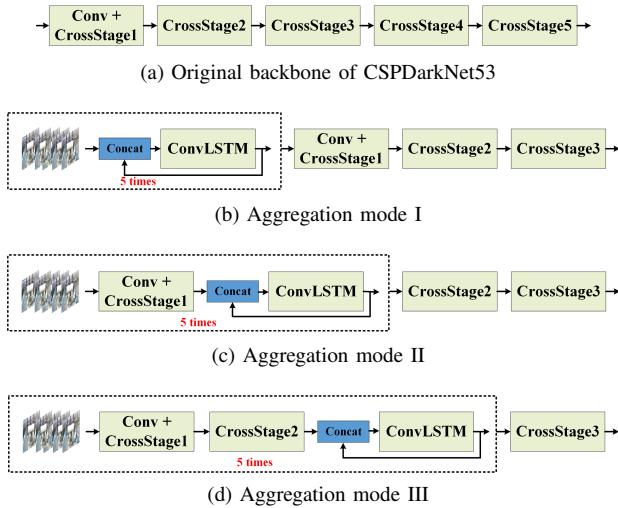 Conv +
CrossStage1
CrossStage2
CrossStage3
CrossStage4
CrossStage5
(a) Original backbone of CSPDarkNet53
Concat
ConvLSTM
5 times
Conv +
CrossStage1
CrossStage2
CrossStage3
(b) Aggregation mode I
Conv +
CrossStage1
Concat
ConvLSTM
5 times
CrossStage2
CrossStage3
(c) Aggregation mode II
Conv +
CrossStage1
CrossStage2
Concat
ConvLSTM
5 times
CrossStage3
(d) Aggregation mode III